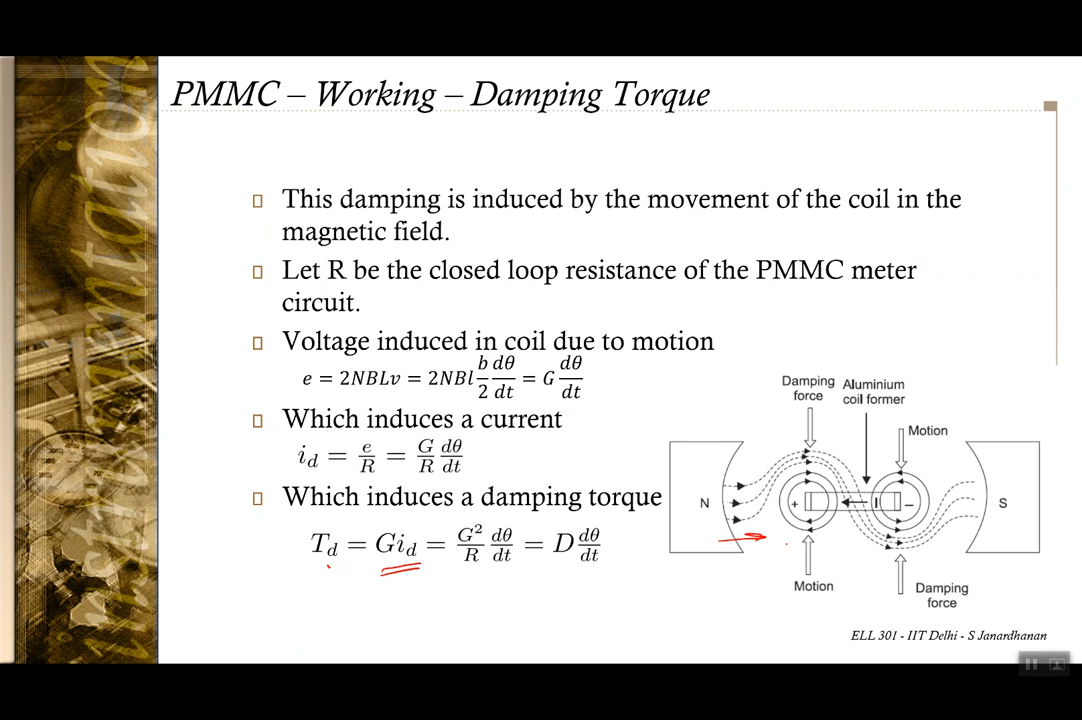 PMMC – Working – Damping Torque
This damping is induced by the movement of the coil in the
magnetic field.
Let R be the closed loop resistance of the PMMC meter
circuit.
Voltage induced in coil due to motion
e = 2NBLv = 2NBl b/2 dθ/dt = G dθ/dt
Which induces a current
i_d = e/R = G/R dθ/dt
Which induces a damping torque
T_d = Gi_d = G²/R dθ/dt = D dθ/dt
Damping
force
Aluminium
coil former
Motion
N
+
I
−
S
Motion
Damping
force
ELL 301 - IIT Delhi - S Janardhanan
instrumentation